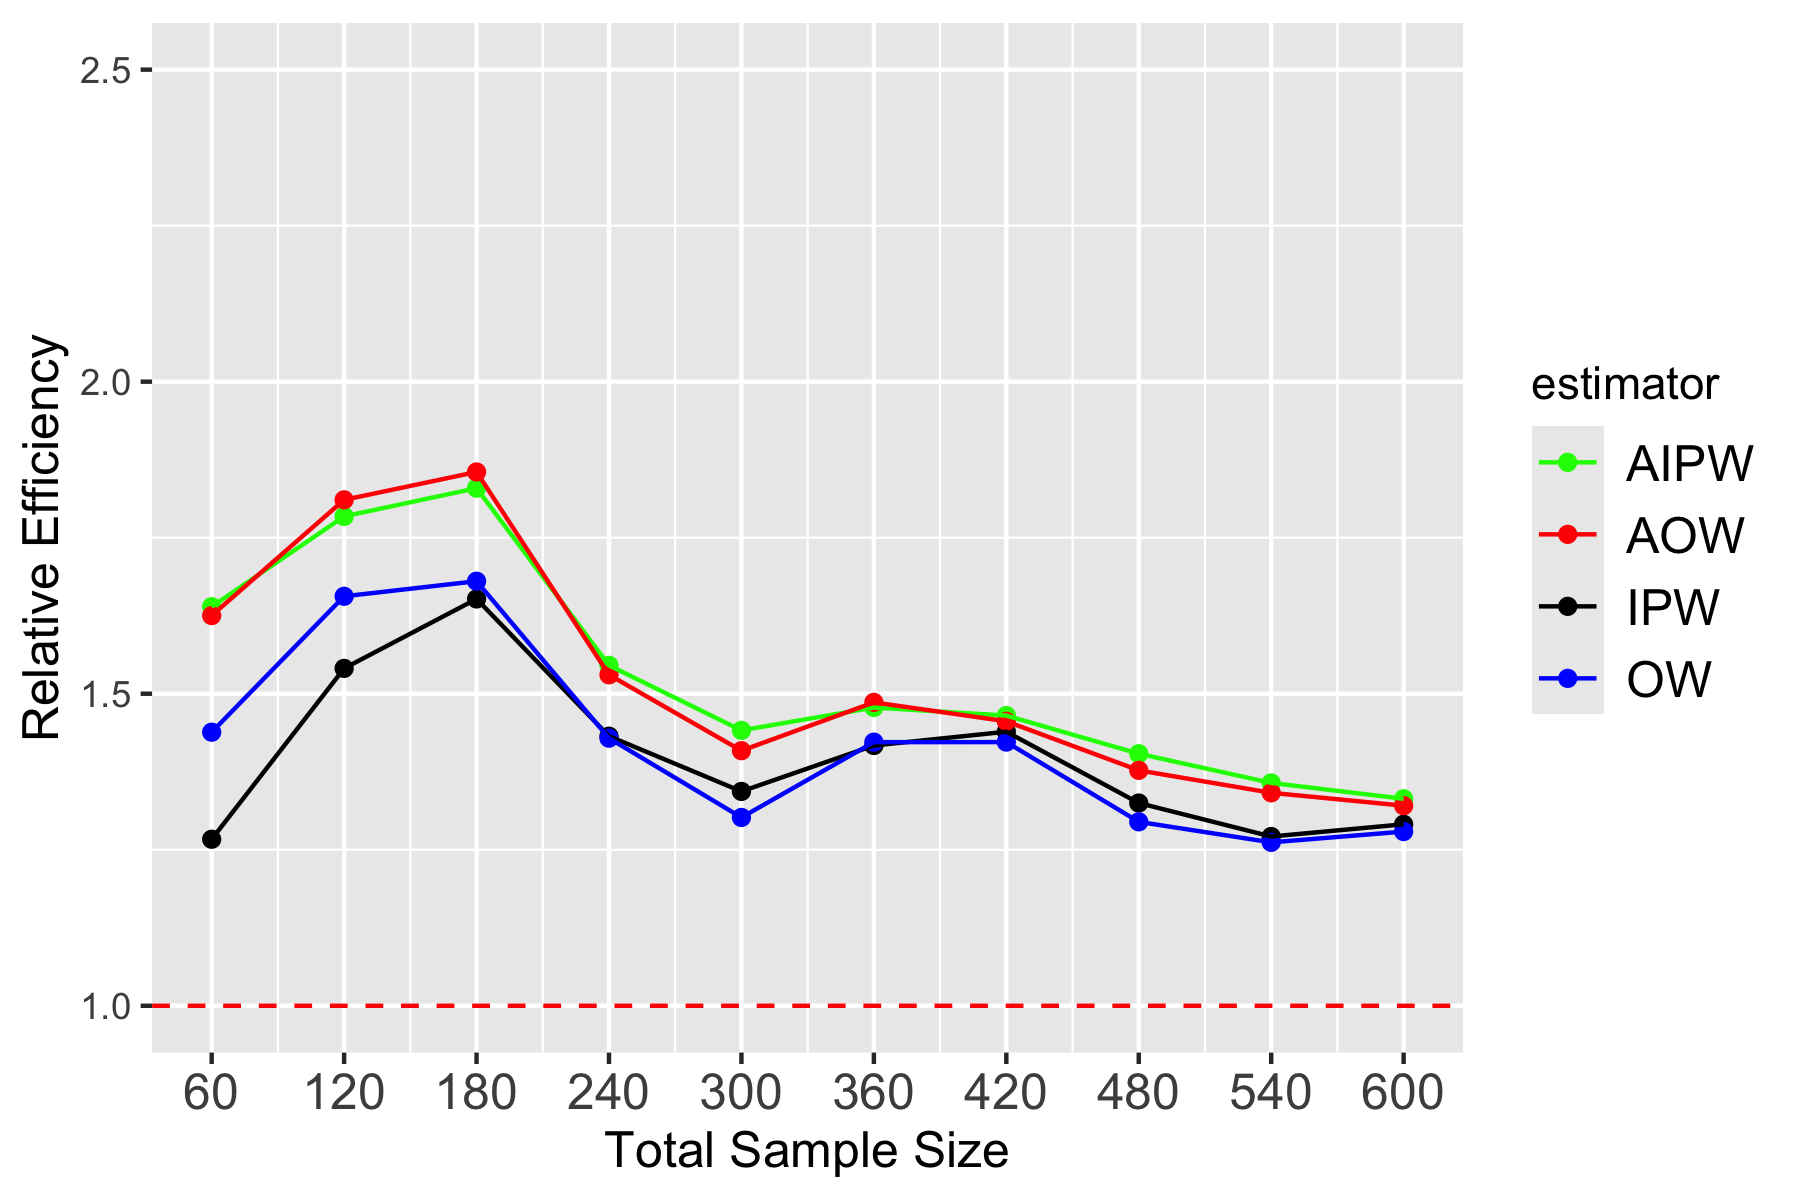 2.5
2.0
1.5
1.0
Relative Efficiency
60 120 180 240 300 360 420 480 540 600
Total Sample Size
estimator
AIPW
AOW
IPW
OW